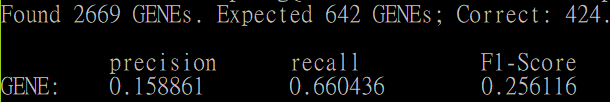 Found 2669 GENEs. Expected 642 GENEs; Correct: 424.
precision recall F1-Score
GENE: 0.158861 0.660436 0.256116